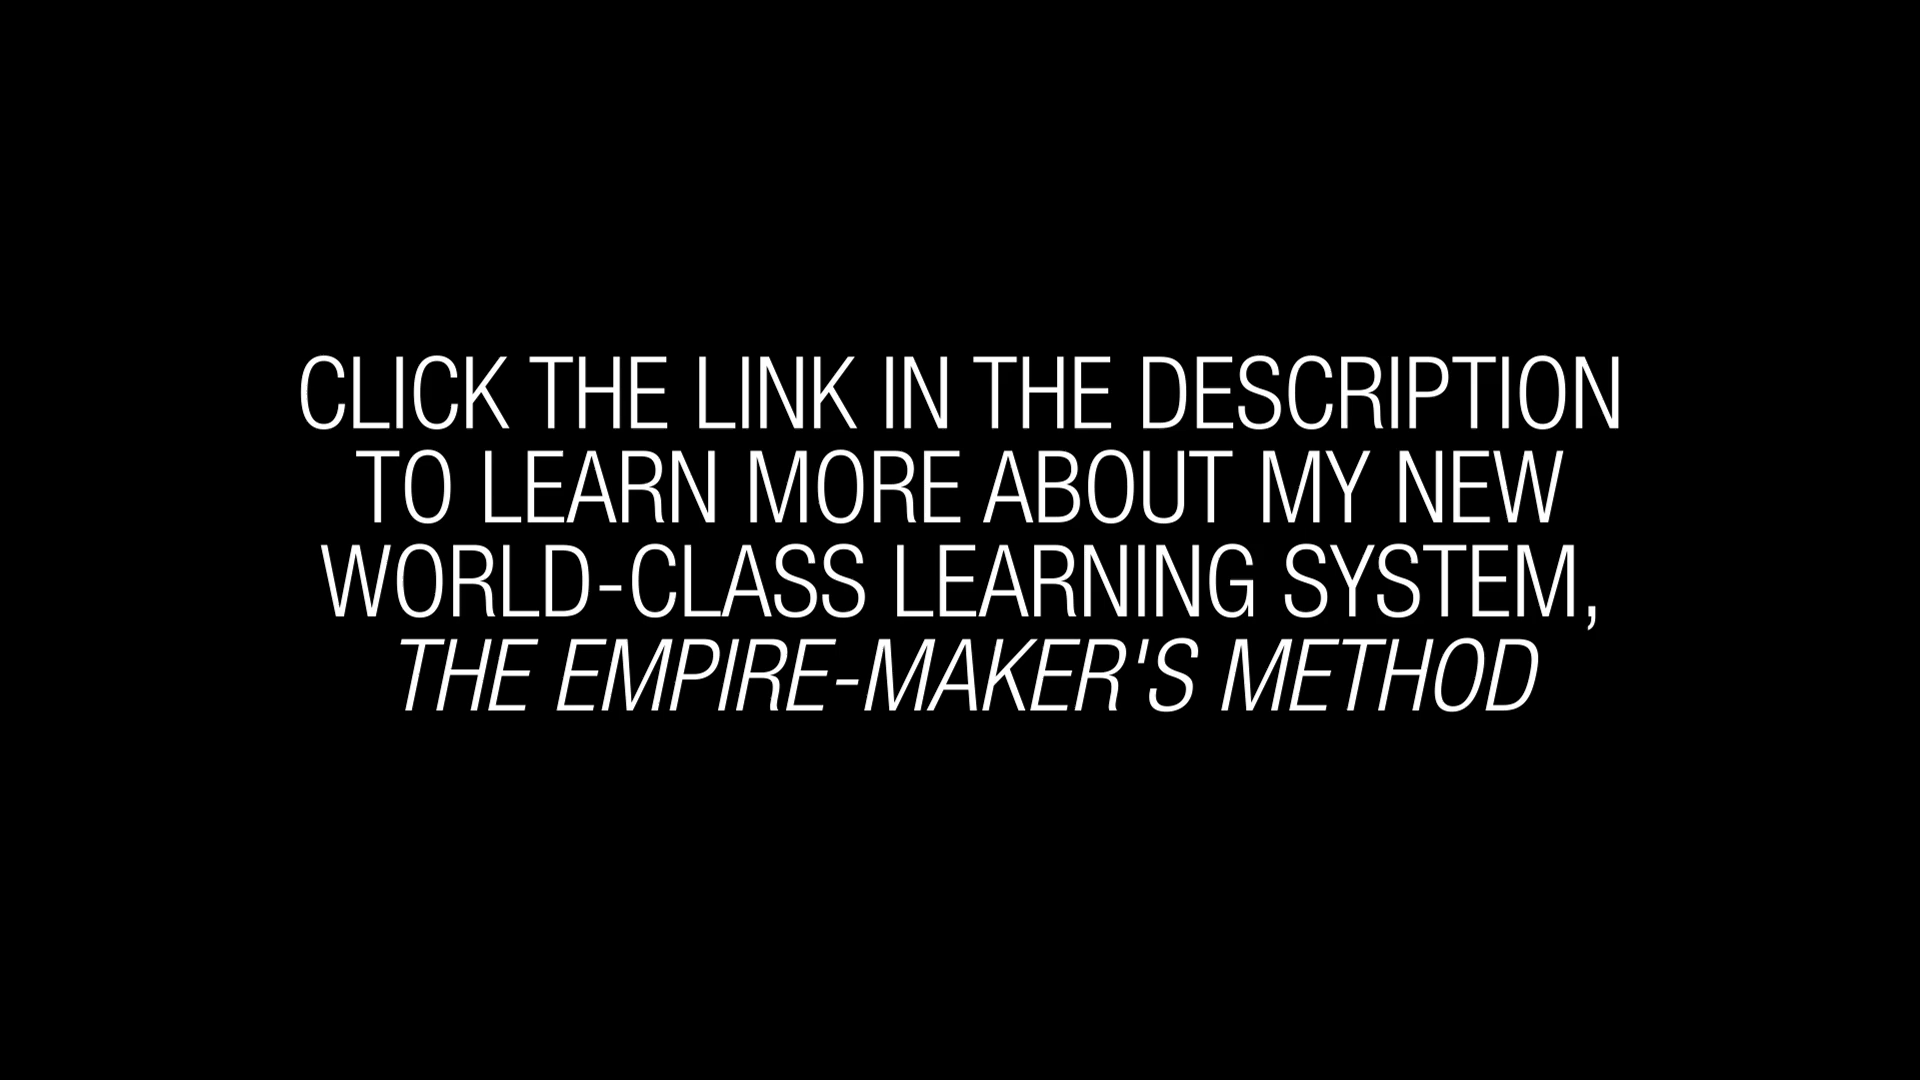 CLICK THE LINK IN THE DESCRIPTION
TO LEARN MORE ABOUT MY NEW
WORLD-CLASS LEARNING SYSTEM,
THE EMPIRE-MAKER'S METHOD